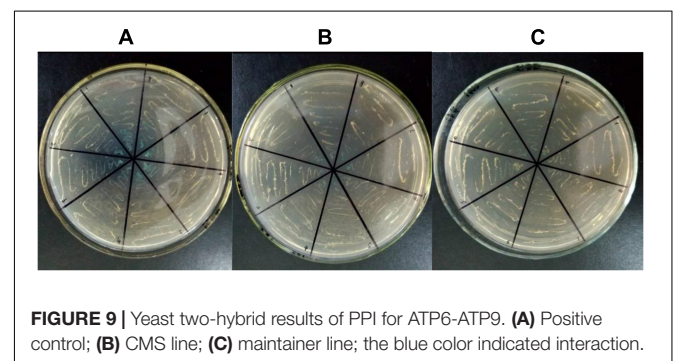 A B C
FIGURE 9 | Yeast two-hybrid results of PPI for ATP6-ATP9. (A) Positive
control; (B) CMS line; (C) maintainer line; the blue color indicated interaction.